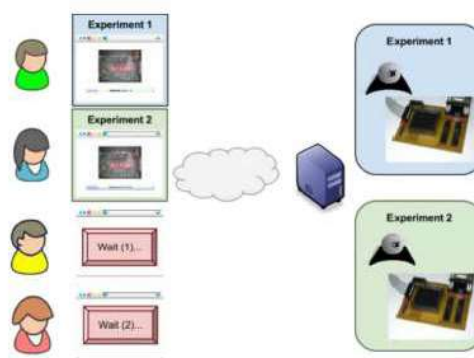 Experiment 1
Experiment 2
Wait (1)...
Wait (2)...
Experiment 1
Experiment 2